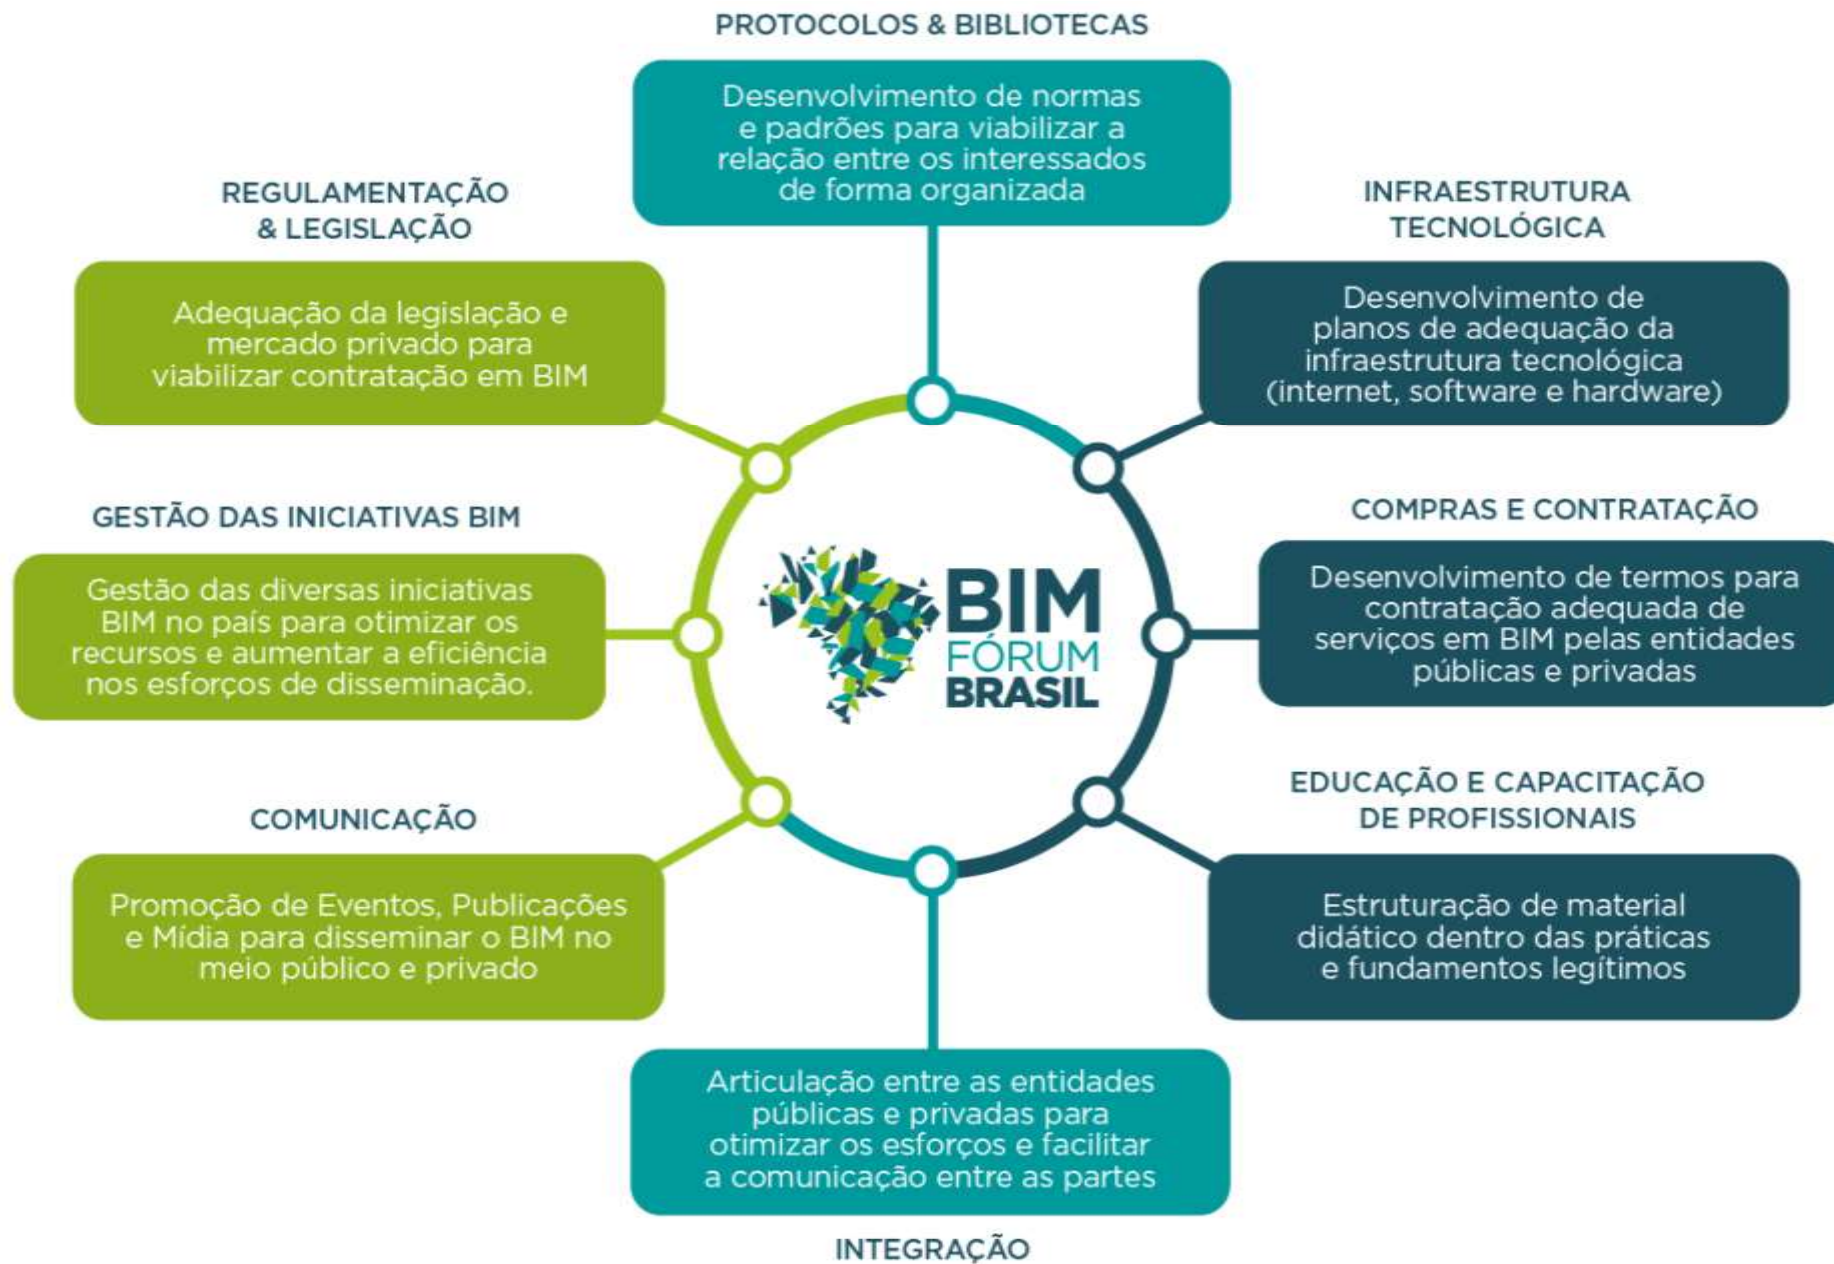 PROTOCOLOS & BIBLIOTECAS
Desenvolvimento de normas
e padrões para viabilizar a
relação entre os interessados
de forma organizada
REGULAMENTAÇÃO
& LEGISLAÇÃO
Adequação da legislação e
mercado privado para
viabilizar contratação em BIM
INFRAESTRUTURA
TECNOLÓGICA
Desenvolvimento de
planos de adequação da
infraestrutura tecnológica
(internet, software e hardware)
GESTÃO DAS INICIATIVAS BIM
Gestão das diversas iniciativas
BIM no país para otimizar os
recursos e aumentar a eficiência
nos esforços de disseminação.
BIM
FÓRUM
BRASIL
COMPRAS E CONTRATAÇÃO
Desenvolvimento de termos para
contratação adequada de
serviços em BIM pelas entidades
públicas e privadas
COMUNICAÇÃO
Promoção de Eventos, Publicações
e Mídia para disseminar o BIM no
meio público e privado
EDUCAÇÃO E CAPACITAÇÃO
DE PROFISSIONAIS
Estruturação de material
didático dentro das práticas
e fundamentos legítimos
Articulação entre as entidades
públicas e privadas para
otimizar os esforços e facilitar
a comunicação entre as partes
INTEGRAÇÃO